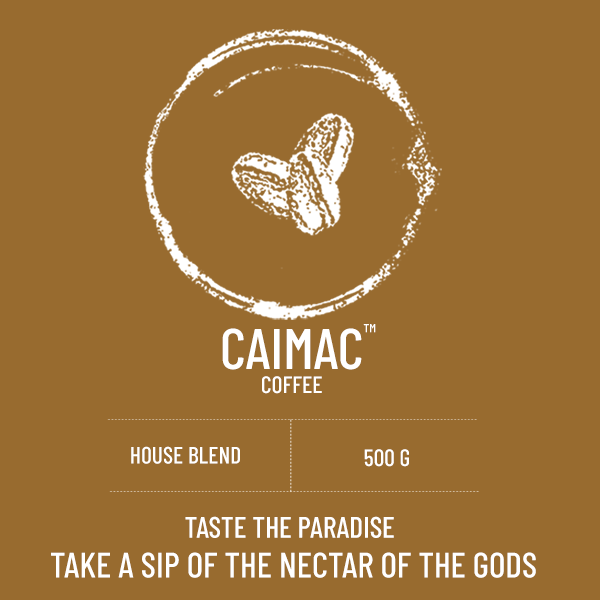 CAIMAC™
COFFEE
HOUSE BLEND
500 G
TASTE THE PARADISE
TAKE A SIP OF THE NECTAR OF THE GODS